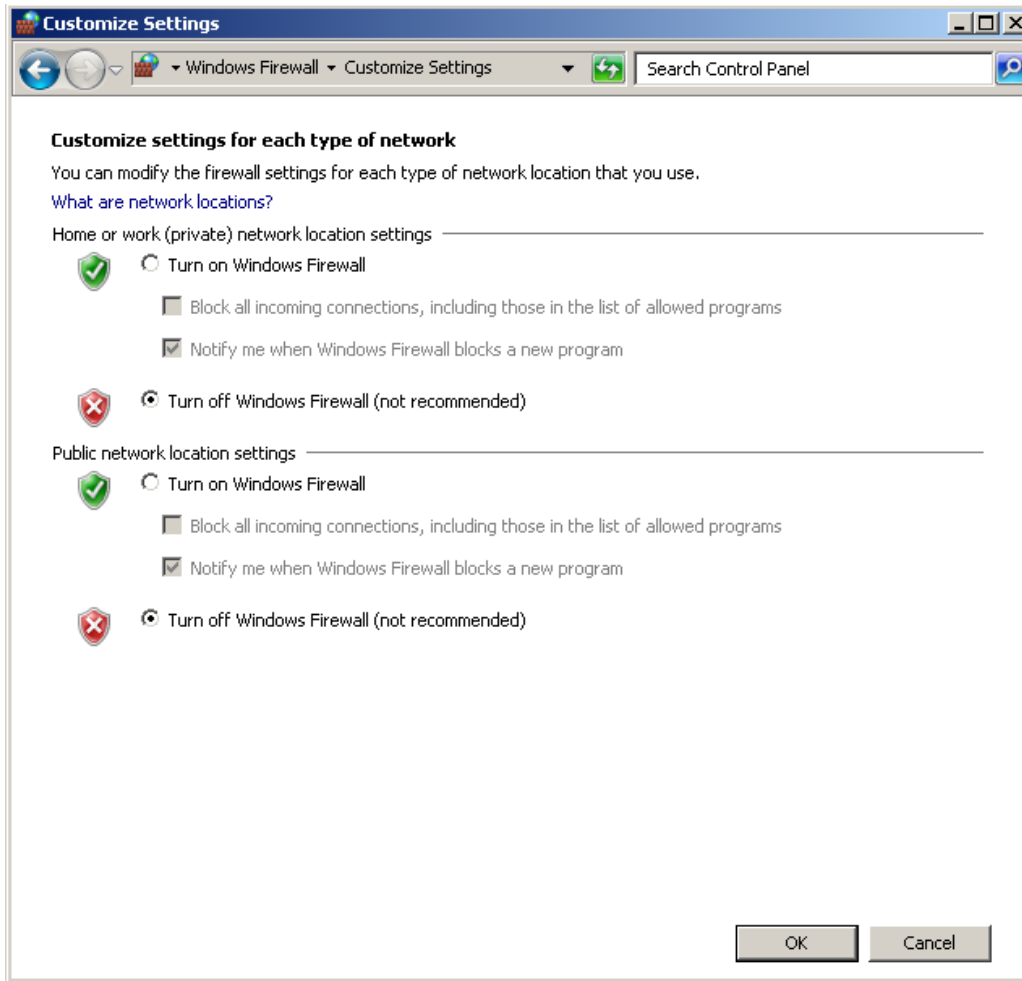 Customize Settings
Windows Firewall Customize Settings Search Control Panel
Customize settings for each type of network
You can modify the firewall settings for each type of network location that you use.
What are network locations?
Home or work (private) network location settings
Turn on Windows Firewall
Block all incoming connections, including those in the list of allowed programs
Notify me when Windows Firewall blocks a new program
Turn off Windows Firewall (not recommended)
Public network location settings
Turn on Windows Firewall
Block all incoming connections, including those in the list of allowed programs
Notify me when Windows Firewall blocks a new program
Turn off Windows Firewall (not recommended)
OK Cancel